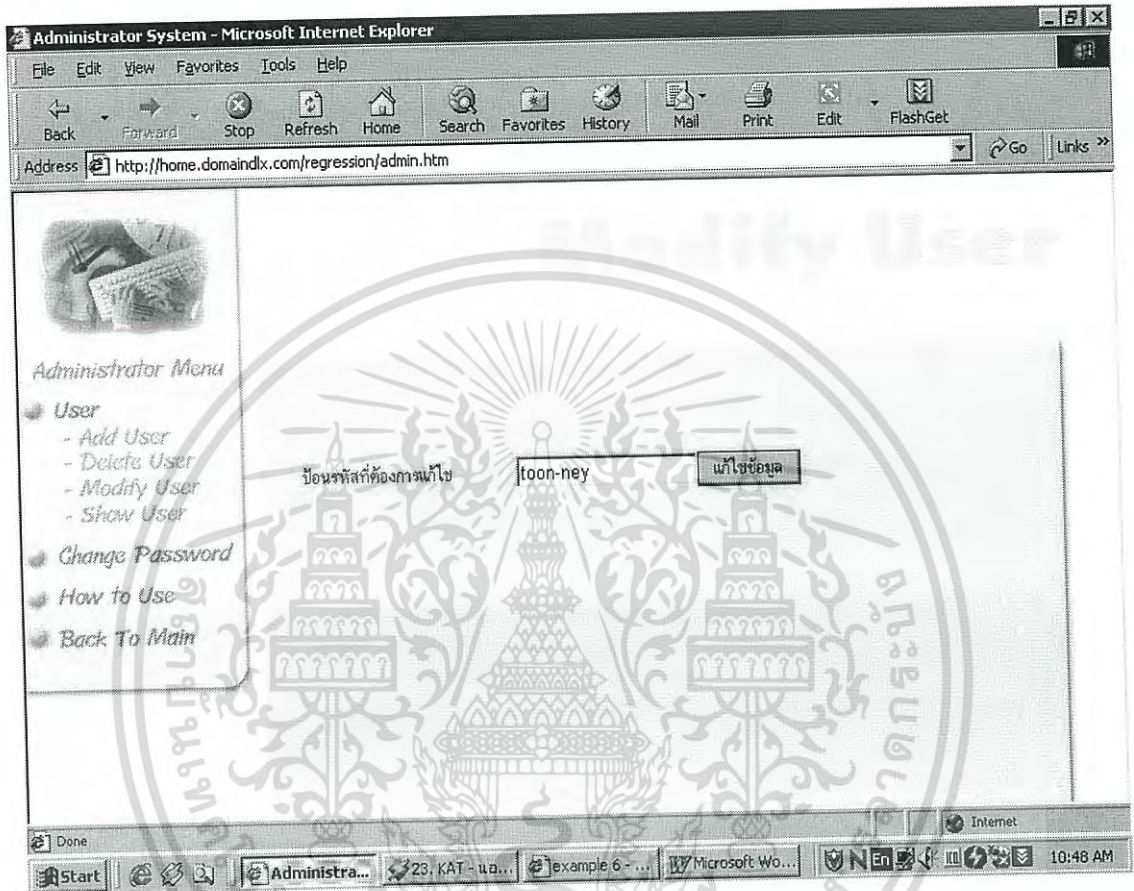 Administrator System - Microsoft Internet Explorer
File Edit View Favorites Tools Help
Back Forward Stop Refresh Home Search Favorites History Mail Print Edit FlashGet
Address http://home.domaindlx.com/regression/admin.htm Go Links »
Modify User
Administrator Menu
User
- Add User
- Delete User
- Modify User
- Show User
Change Password
How to Use
Back To Main
ป้อนรหัสที่ต้องการแก้ไข toon-ney แก้ไขข้อมูล
Done Internet
Start Administra... 23. KAT - นอ... example 6 - ... Microsoft Wo... En 10:48 AM